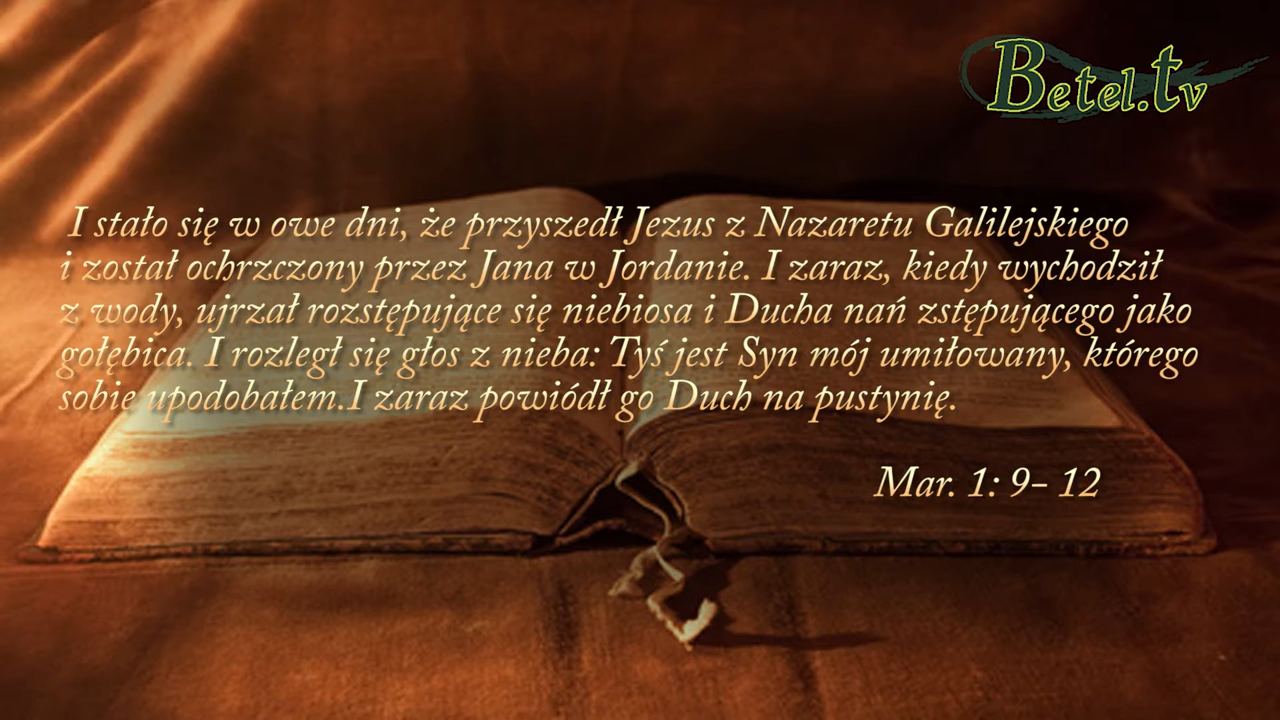 Betel.tv
I stało się w owe dni, że przyszedł Jezus z Nazaretu Galilejskiego
i został ochrzczony przez Jana w Jordanie. I zaraz, kiedy wychodził
z wody, ujrzał rozstępujące się niebiosa i Ducha nań zstępującego jako
gołębica. I rozległ się głos z nieba: Tyś jest Syn mój umiłowany, którego
sobie upodobałem.I zaraz powiódł go Duch na pustynię.
Mar. 1: 9- 12